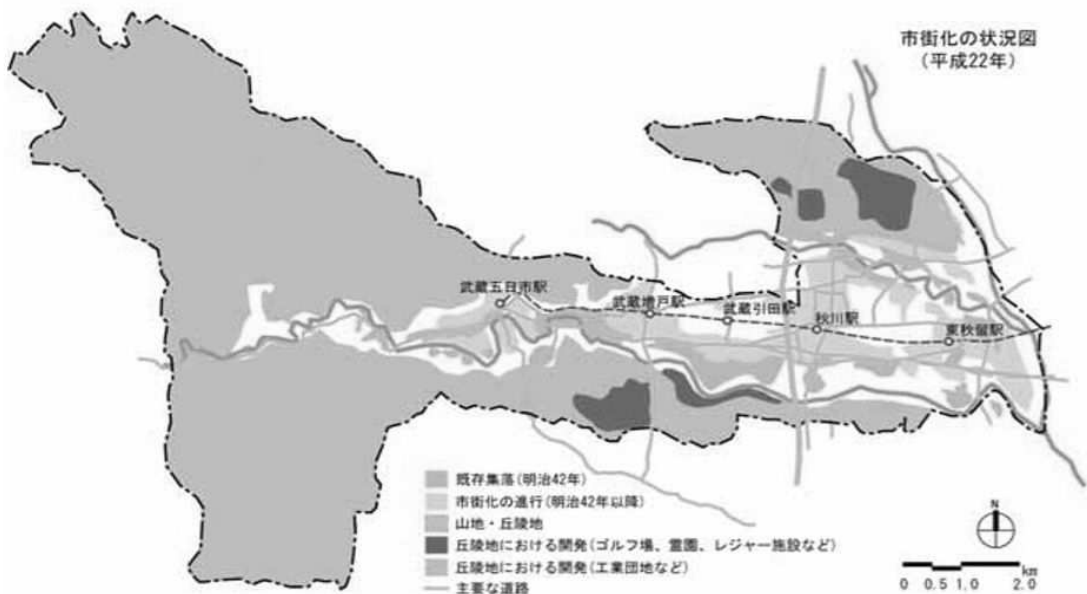 市街化の状況図
(平成22年)
武蔵五日市駅
武蔵増戸駅
武蔵引田駅
秋川駅
東秋留駅
既存集落(明治42年)
市街化の進行(明治42年以降)
山地・丘陵地
丘陵地における開発(ゴルフ場、霊園、レジャー施設など)
丘陵地における開発(工業団地など)
主要な道路
N
km
0 0.5 1.0 2.0